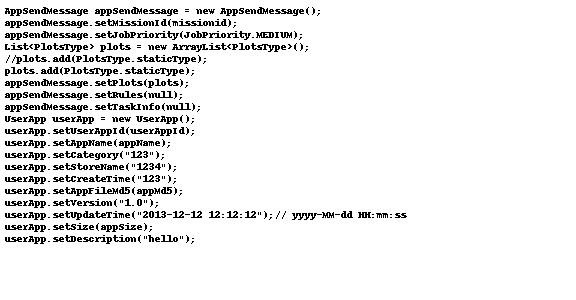 AppSendMessage appSendMessage = new AppSendMessage();
appSendMessage.setMissionId(missionid);
appSendMessage.setJobPriority(JobPriority.MEDIUM);
List<PlotsType> plots = new ArrayList<PlotsType>();
//plots.add(PlotsType.staticType);
plots.add(PlotsType.staticType);
appSendMessage.setPlots(plots);
appSendMessage.setRules(null);
appSendMessage.setTaskInfo(null);
UserApp userApp = new UserApp();
userApp.setUserAppId(userAppId);
userApp.setAppName(appName);
userApp.setCategory("123");
userApp.setStoreName("1234");
userApp.setCreateTime("123");
userApp.setAppFileMd5(appMd5);
userApp.setVersion("1.0");
userApp.setUpdateTime("2013-12-12 12:12:12");// yyyy-MM-dd HH:mm:ss
userApp.setSize(appSize);
userApp.setDescription("hello");